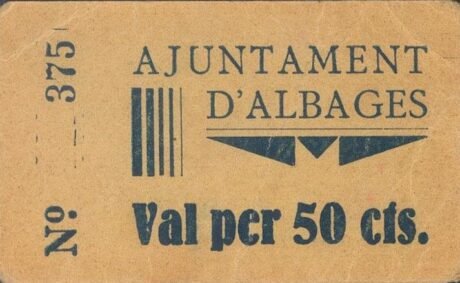 AJUNTAMENT
D'ALBAGES
Val per 50 cts.
Nº 375